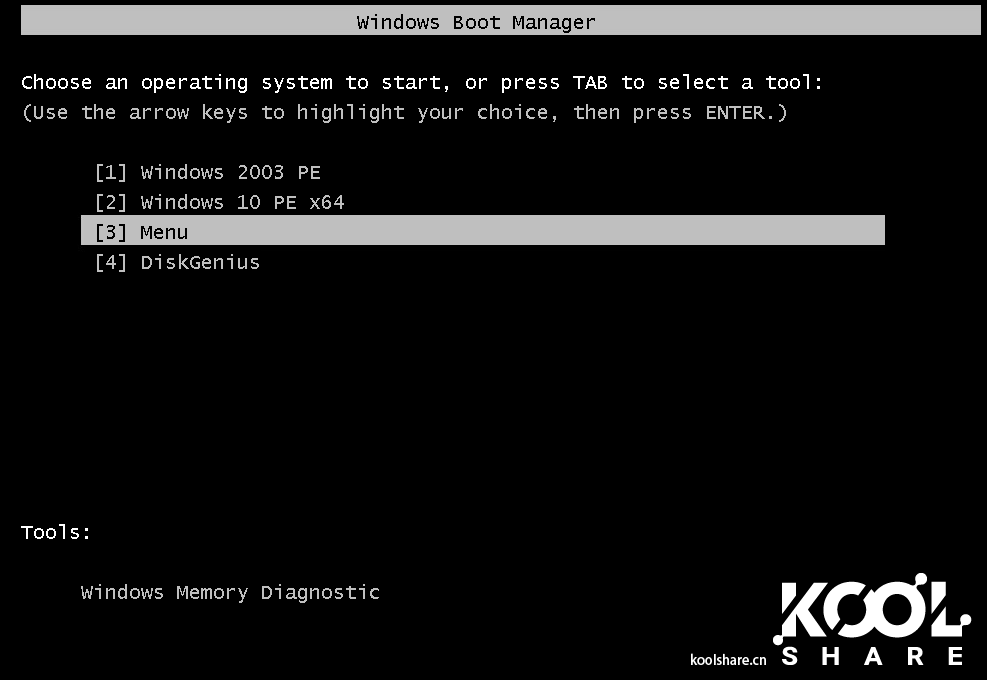 Windows Boot Manager
Choose an operating system to start, or press TAB to select a tool:
(Use the arrow keys to highlight your choice, then press ENTER.)
[1] Windows 2003 PE
[2] Windows 10 PE x64
[3] Menu
[4] DiskGenius
Tools:
Windows Memory Diagnostic
KOOL
koolshare.cn SHARE